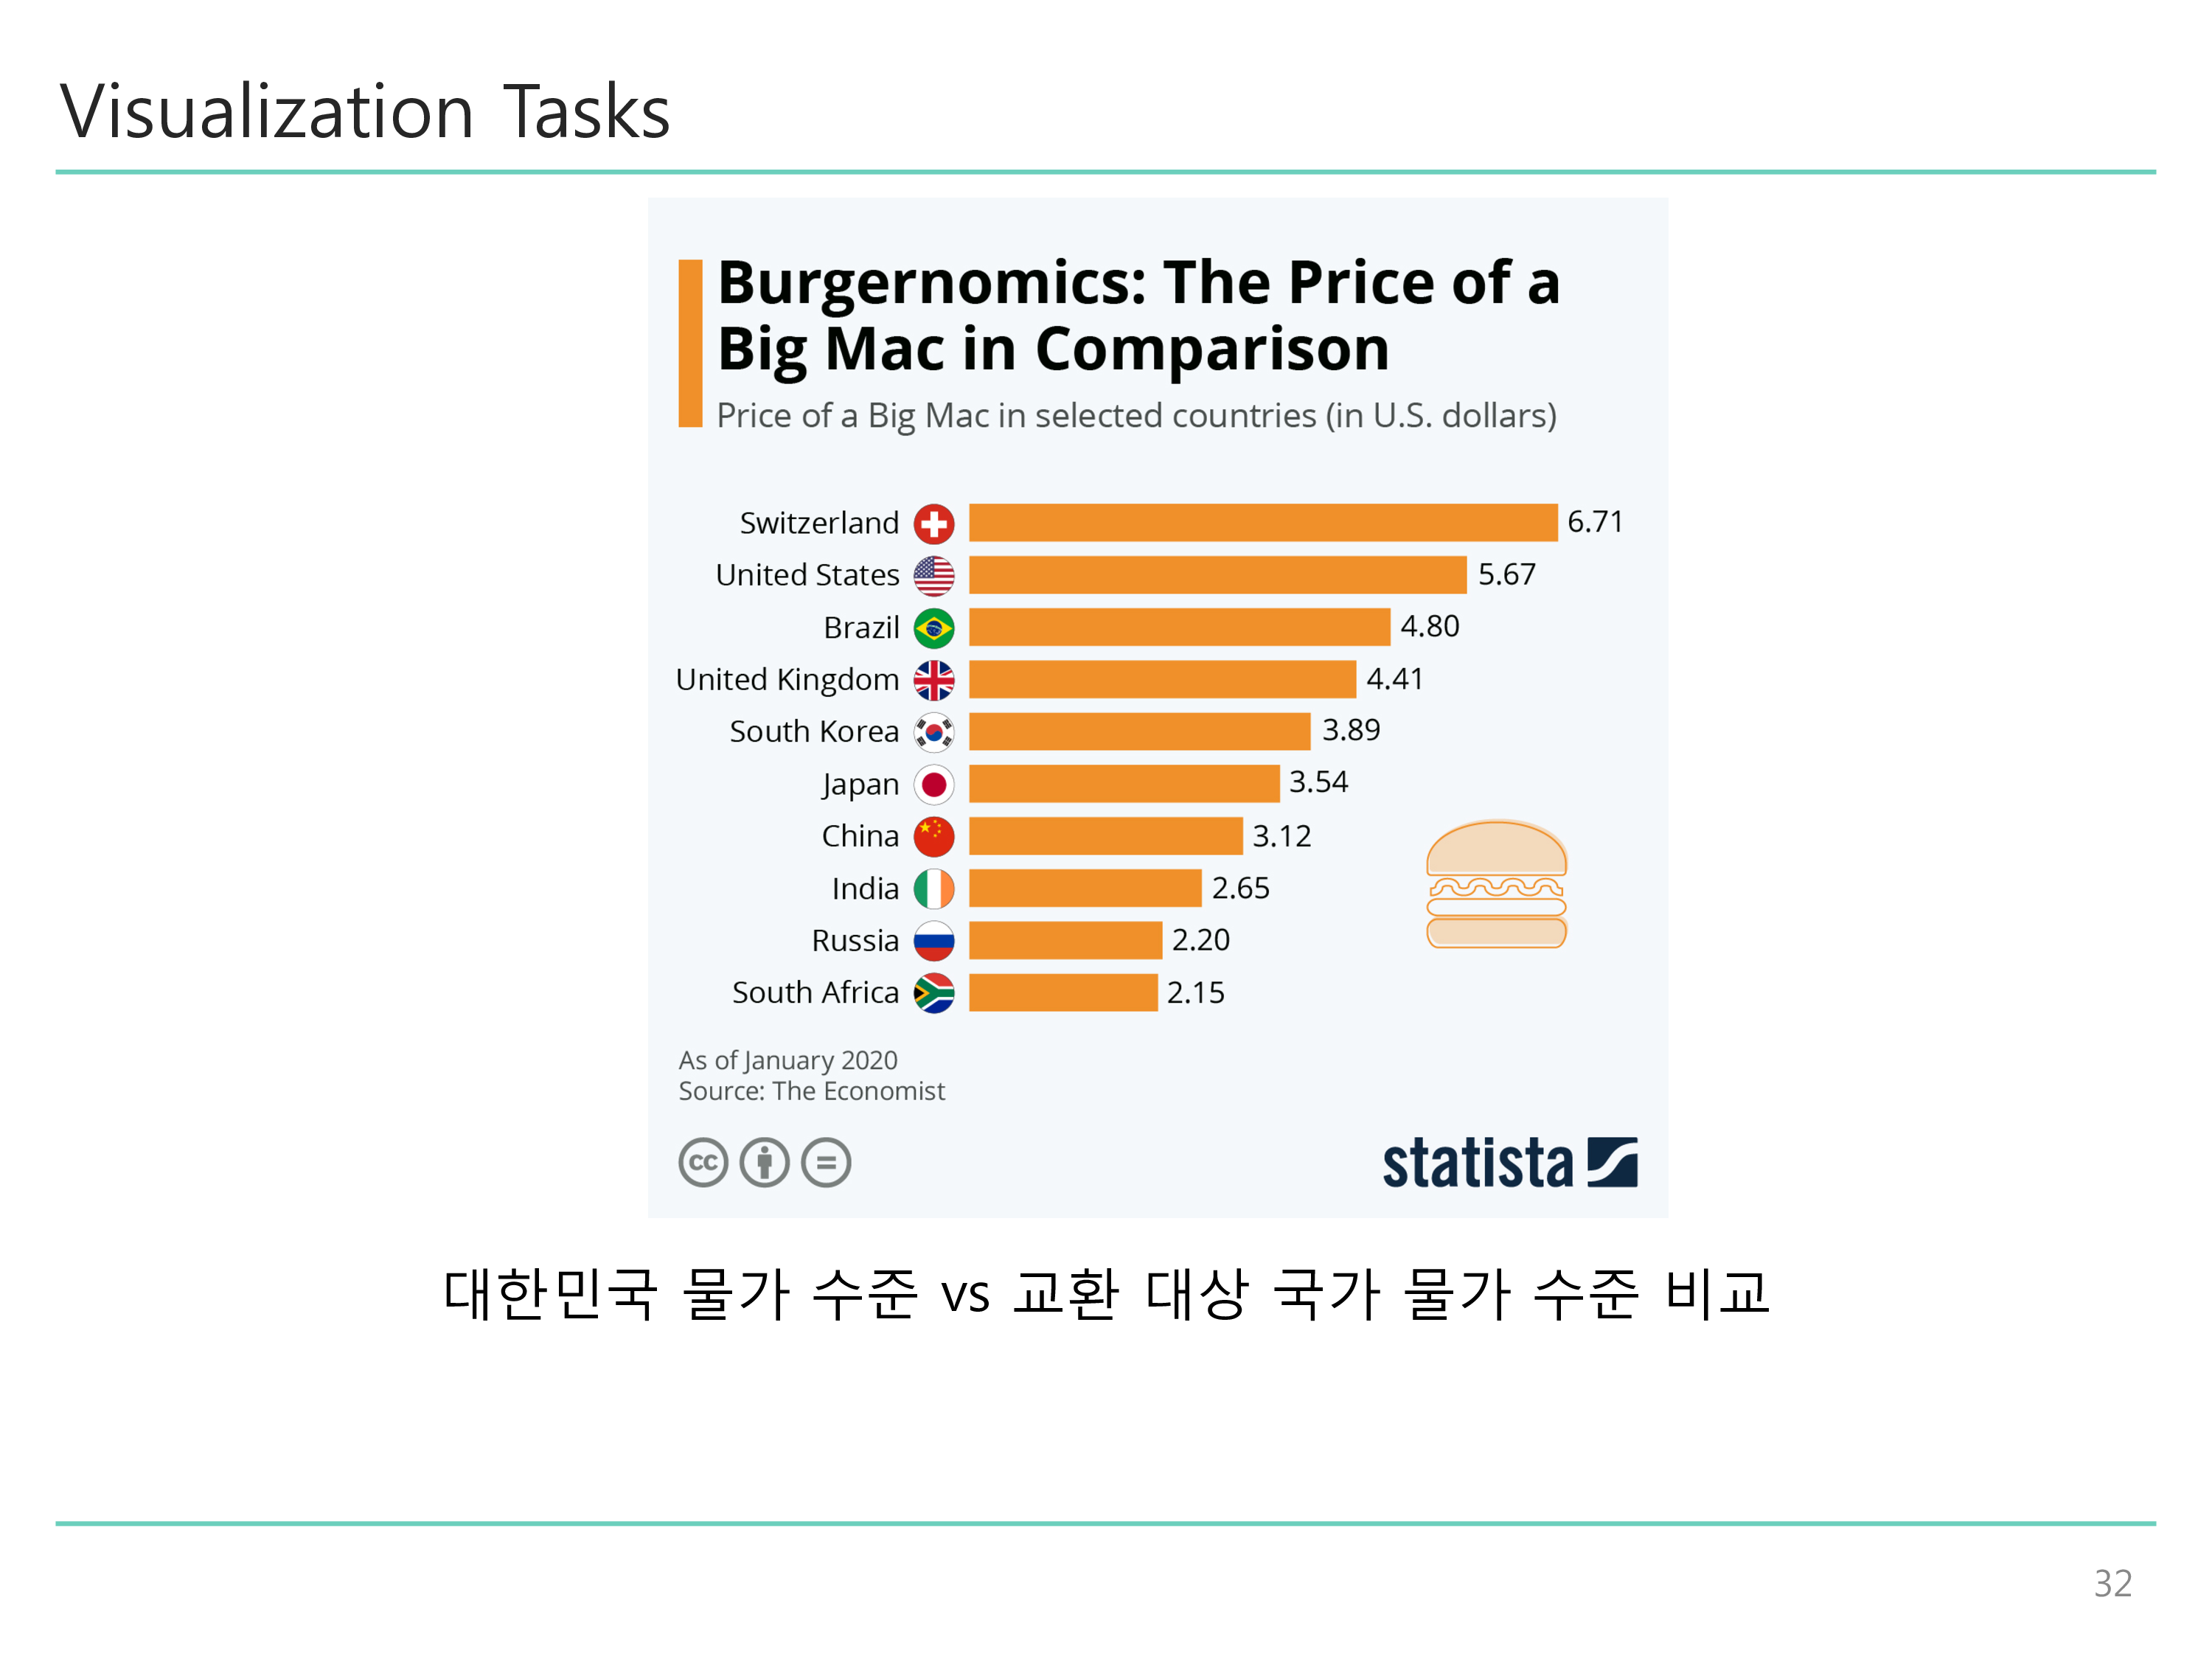 Visualization Tasks
Burgernomics: The Price of a
Big Mac in Comparison
Price of a Big Mac in selected countries (in U.S. dollars)
Switzerland 6.71
United States 5.67
Brazil 4.80
United Kingdom 4.41
South Korea 3.89
Japan 3.54
China 3.12
India 2.65
Russia 2.20
South Africa 2.15
As of January 2020
Source: The Economist
cc
statista
대한민국 물가 수준 vs 교환 대상 국가 물가 수준 비교
32